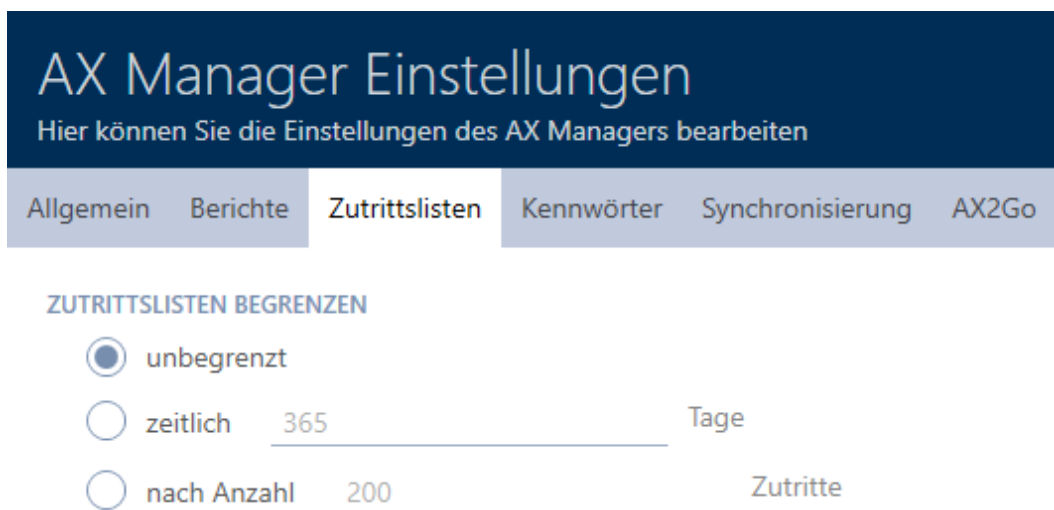 AX Manager Einstellungen
Hier können Sie die Einstellungen des AX Managers bearbeiten
Allgemein Berichte Zutrittslisten Kennwörter Synchronisierung AX2Go
ZUTRITTSLISTEN BEGRENZEN
unbegrenzt
zeitlich 365 Tage
nach Anzahl 200 Zutritte